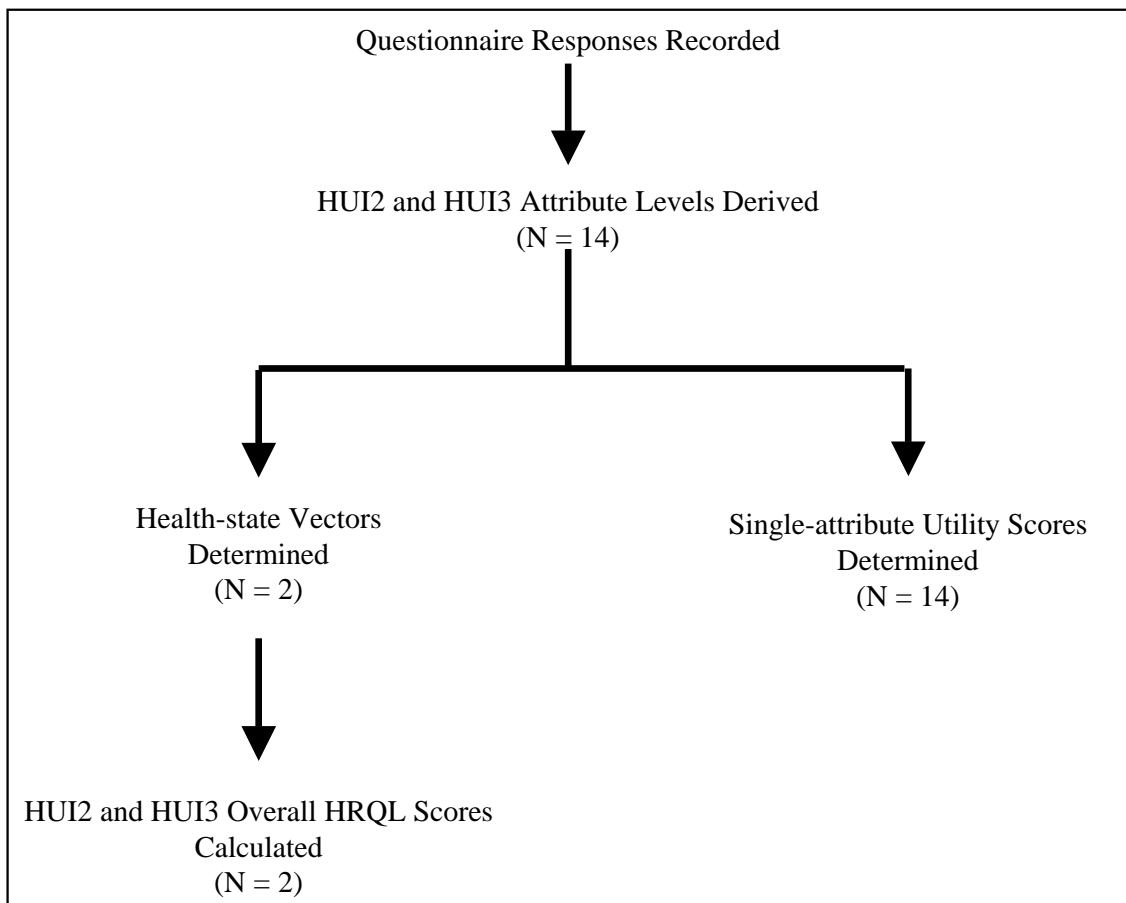 Questionnaire Responses Recorded
HUI2 and HUI3 Attribute Levels Derived
(N = 14)
Health-state Vectors
Determined
(N = 2)
Single-attribute Utility Scores
Determined
(N = 14)
HUI2 and HUI3 Overall HRQL Scores
Calculated
(N = 2)